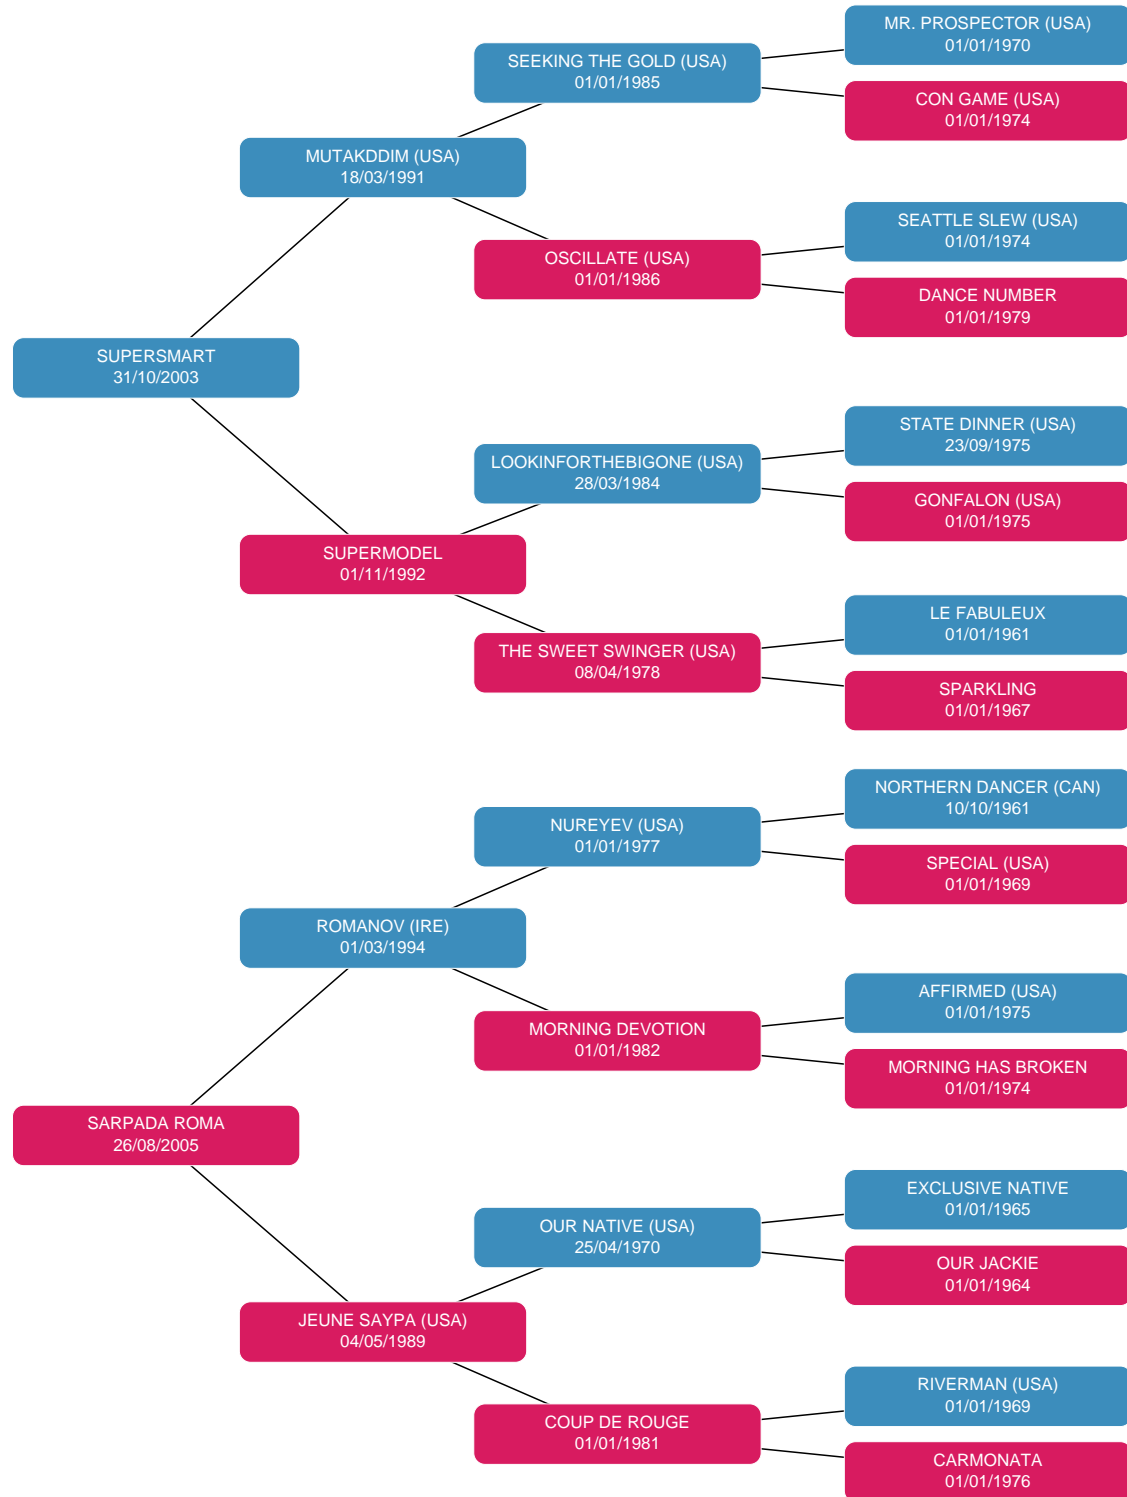 MR. PROSPECTOR (USA)
01/01/1970
SEEKING THE GOLD (USA)
01/01/1985
CON GAME (USA)
01/01/1974
MUTAKDDIM (USA)
18/03/1991
SEATTLE SLEW (USA)
01/01/1974
OSCILLATE (USA)
01/01/1986
DANCE NUMBER
01/01/1979
SUPERSMART
31/10/2003
STATE DINNER (USA)
23/09/1975
LOOKINFORTHEBIGONE (USA)
28/03/1984
GONFALON (USA)
01/01/1975
SUPERMODEL
01/11/1992
LE FABULEUX
01/01/1961
THE SWEET SWINGER (USA)
08/04/1978
SPARKLING
01/01/1967
NORTHERN DANCER (CAN)
10/10/1961
NUREYEV (USA)
01/01/1977
SPECIAL (USA)
01/01/1969
ROMANOV (IRE)
01/03/1994
AFFIRMED (USA)
01/01/1975
MORNING DEVOTION
01/01/1982
MORNING HAS BROKEN
01/01/1974
SARPADA ROMA
26/08/2005
EXCLUSIVE NATIVE
01/01/1965
OUR NATIVE (USA)
25/04/1970
OUR JACKIE
01/01/1964
JEUNE SAYPA (USA)
04/05/1989
RIVERMAN (USA)
01/01/1969
COUP DE ROUGE
01/01/1981
CARMONATA
01/01/1976